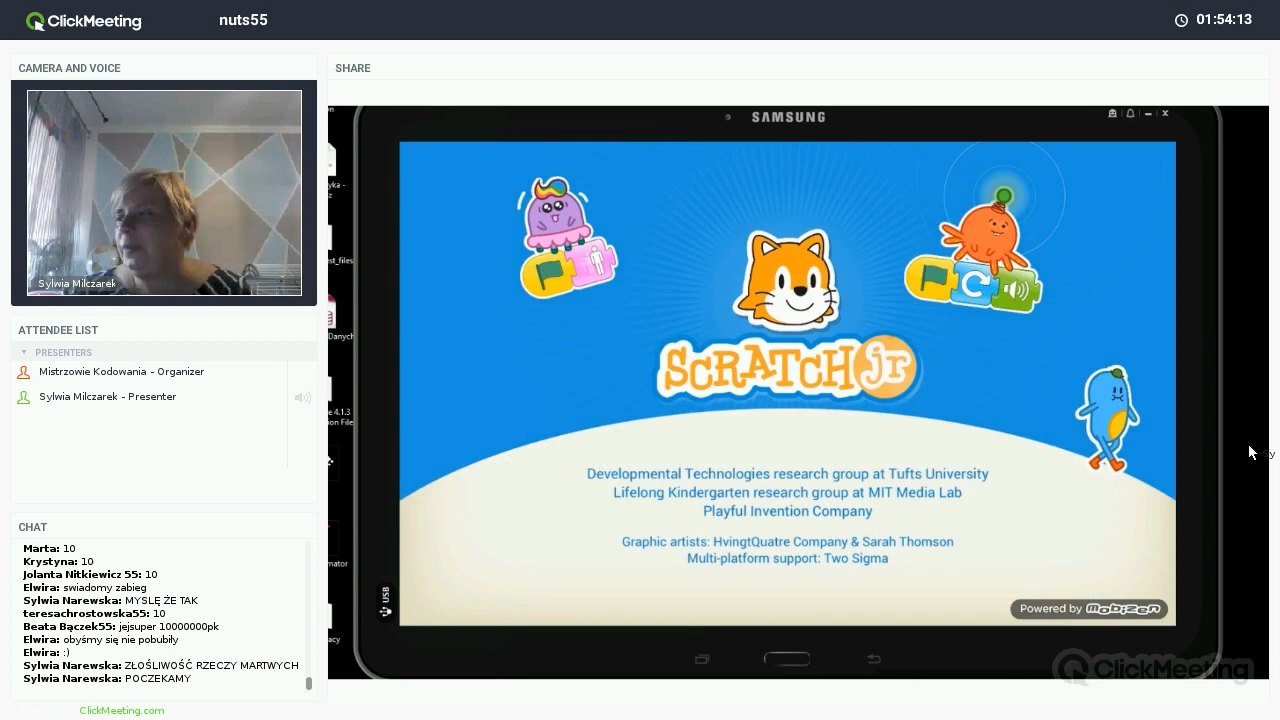 ClickMeeting
nuts55
01:54:13
CAMERA AND VOICE
Sylwia Milczarek
ATTENDEE LIST
PRESENTERS
Mistrzowie Kodowania - Organizer
Sylwia Milczarek - Presenter
CHAT
Marta: 10
Krystyna: 10
Jolanta Nitkiewicz 55: 10
Elwira: swiadomy zabieg
Sylwia Narewska: MYSLĘ ŻE TAK
teresachrostowska55: 10
Beata Bączek55: jejsuper 10000000pk
Elwira: obyśmy się nie pobubiły
Elwira: :)
Sylwia Narewska: ZŁOŚLIWOŚĆ RZECZY MARTWYCH
Sylwia Narewska: POCZEKAMY
ClickMeeting.com
SHARE
SAMSUNG
SCRATCH jr
Developmental Technologies research group at Tufts University
Lifelong Kindergarten research group at MIT Media Lab
Playful Invention Company
Graphic artists: HvingtQuatre Company & Sarah Thomson
Multi-platform support: Two Sigma
Powered by mobizen
USB
ClickMeeting
Sy